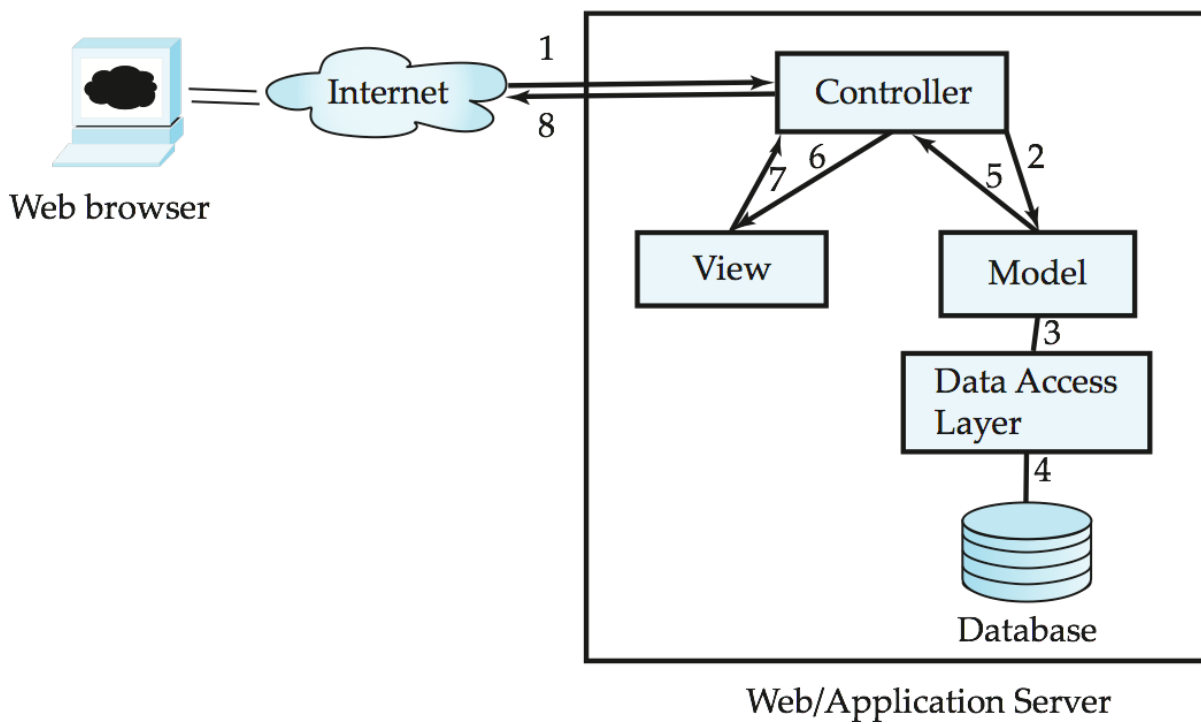 1
Internet
Controller
8
6
2
7
5
Web browser
View
Model
3
Data Access
Layer
4
Database
Web/Application Server